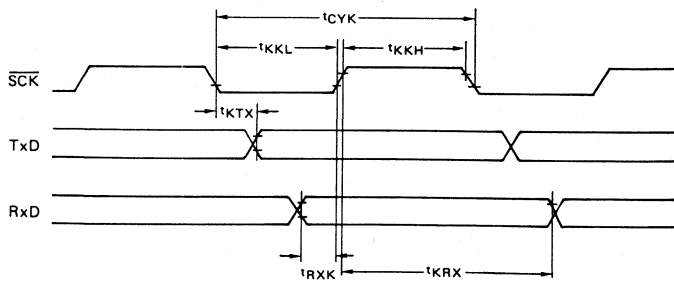 tCYK
tKKL
tKKH
SCK
tKTX
TxD
RxD
tRXK
tKRX